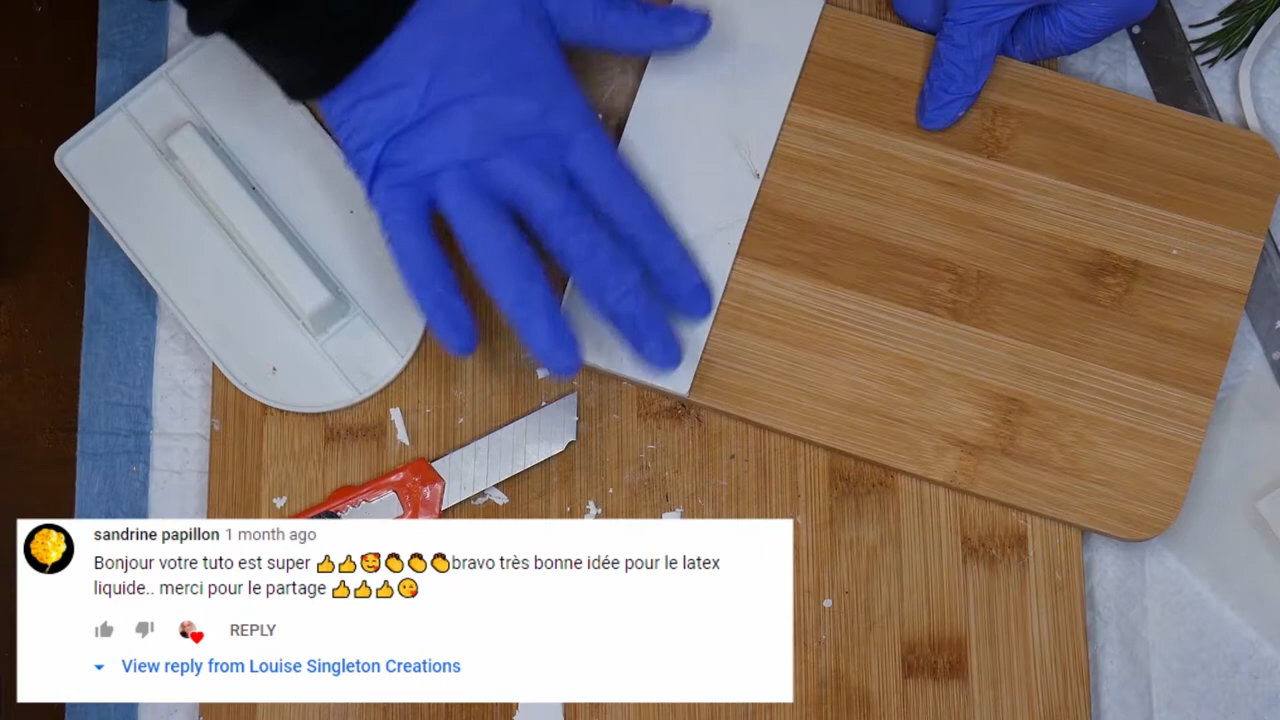 sandrine papillon 1 month ago
Bonjour votre tuto est super 👍👍🥰👏👏👏bravo très bonne idée pour le latex
liquide.. merci pour le partage 👍👍👍😘
REPLY
View reply from Louise Singleton Creations